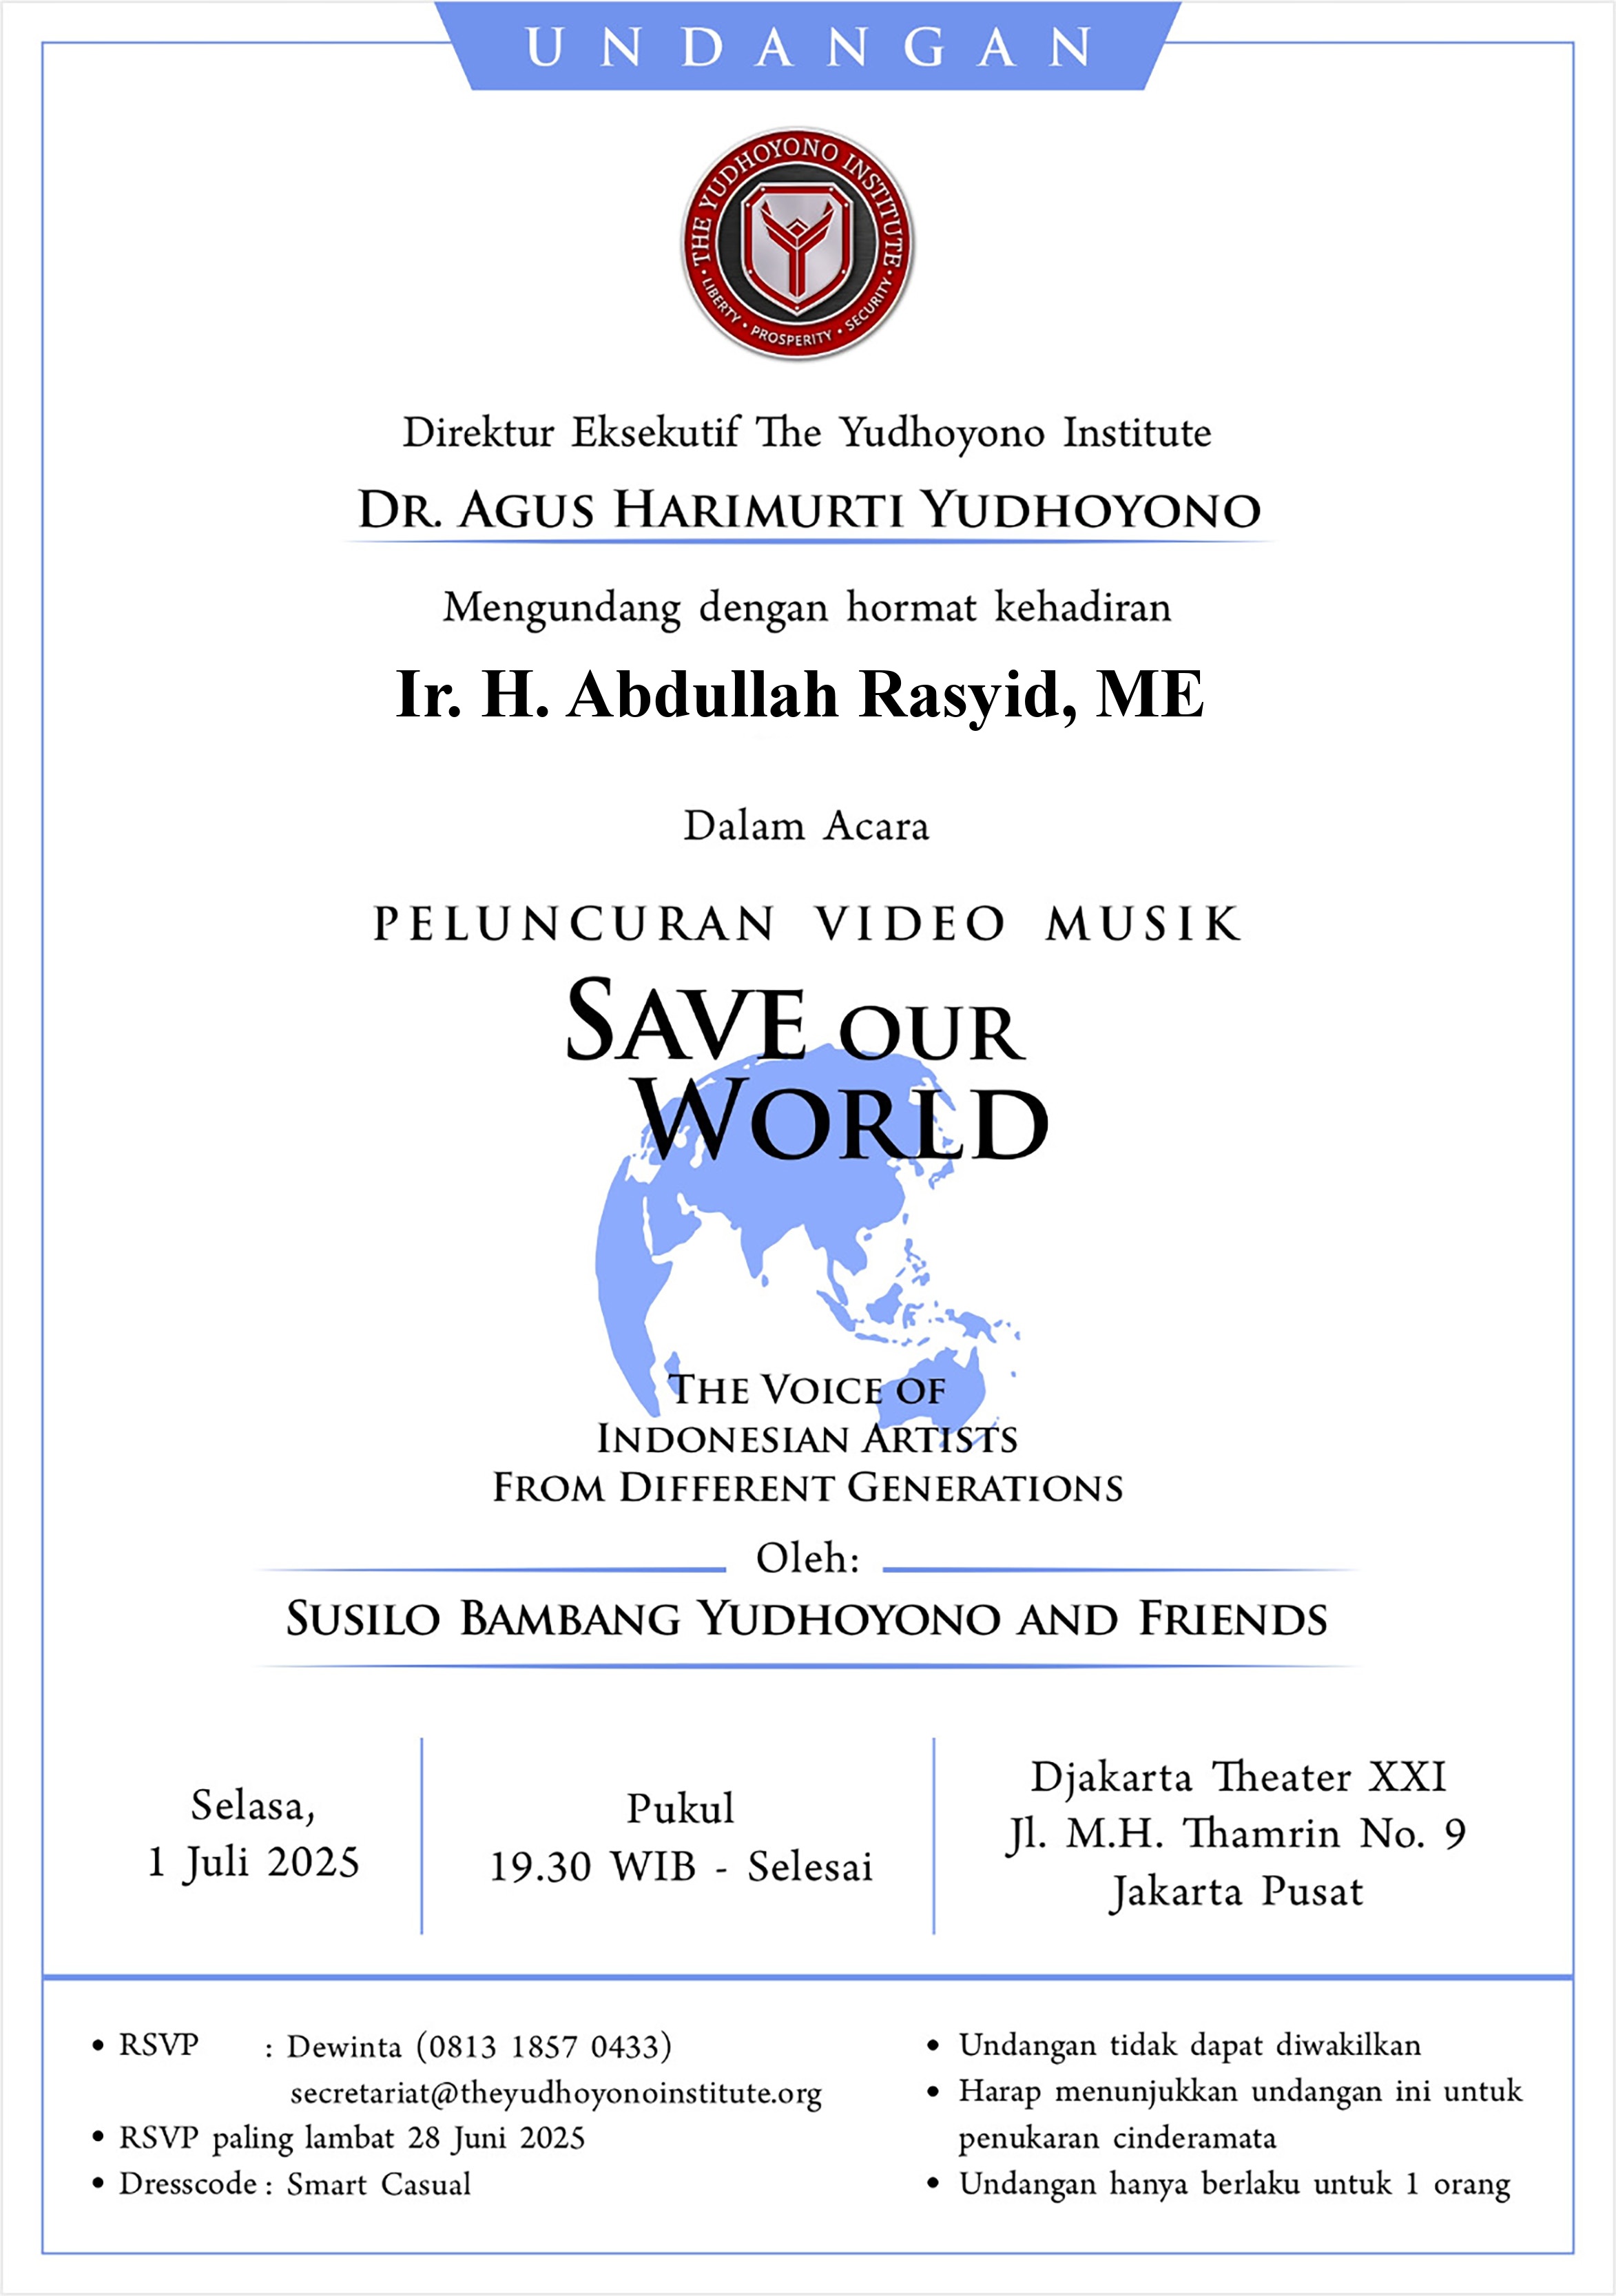 UNDANGAN
THE YUDHOYONO INSTITUTE
LIBERTY • PROSPERITY • SECURITY
Direktur Eksekutif The Yudhoyono Institute
DR. AGUS HARIMURTI YUDHOYONO
Mengundang dengan hormat kehadiran
Ir. H. Abdullah Rasyid, ME
Dalam Acara
PELUNCURAN VIDEO MUSIK
SAVE OUR
WORLD
THE VOICE OF
INDONESIAN ARTISTS
FROM DIFFERENT GENERATIONS
Oleh:
SUSILO BAMBANG YUDHOYONO AND FRIENDS
Selasa,
1 Juli 2025
Pukul
19.30 WIB - Selesai
Djakarta Theater XXI
Jl. M.H. Thamrin No. 9
Jakarta Pusat
• RSVP : Dewinta (0813 1857 0433)
secretariat@theyudhoyonoinstitute.org
• RSVP paling lambat 28 Juni 2025
• Dresscode : Smart Casual
• Undangan tidak dapat diwakilkan
• Harap menunjukkan undangan ini untuk
penukaran cinderamata
• Undangan hanya berlaku untuk 1 orang